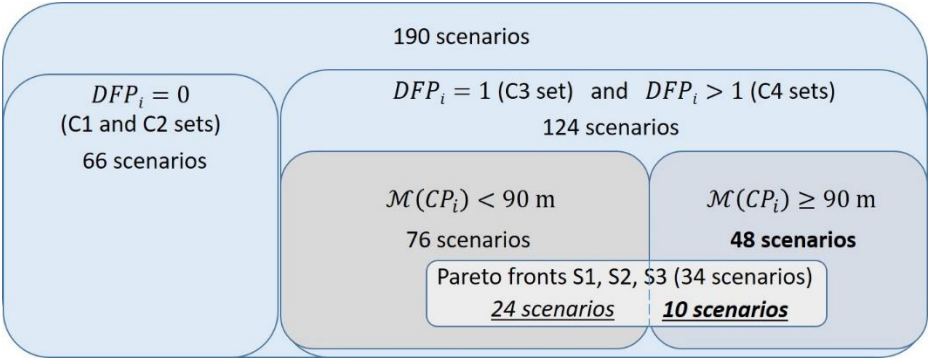 190 scenarios
DFP_i = 0
(C1 and C2 sets)
66 scenarios
DFP_i = 1 (C3 set) and DFP_i > 1 (C4 sets)
124 scenarios
ℳ(CP_i) < 90 m
76 scenarios
ℳ(CP_i) ≥ 90 m
48 scenarios
Pareto fronts S1, S2, S3 (34 scenarios)
24 scenarios 10 scenarios